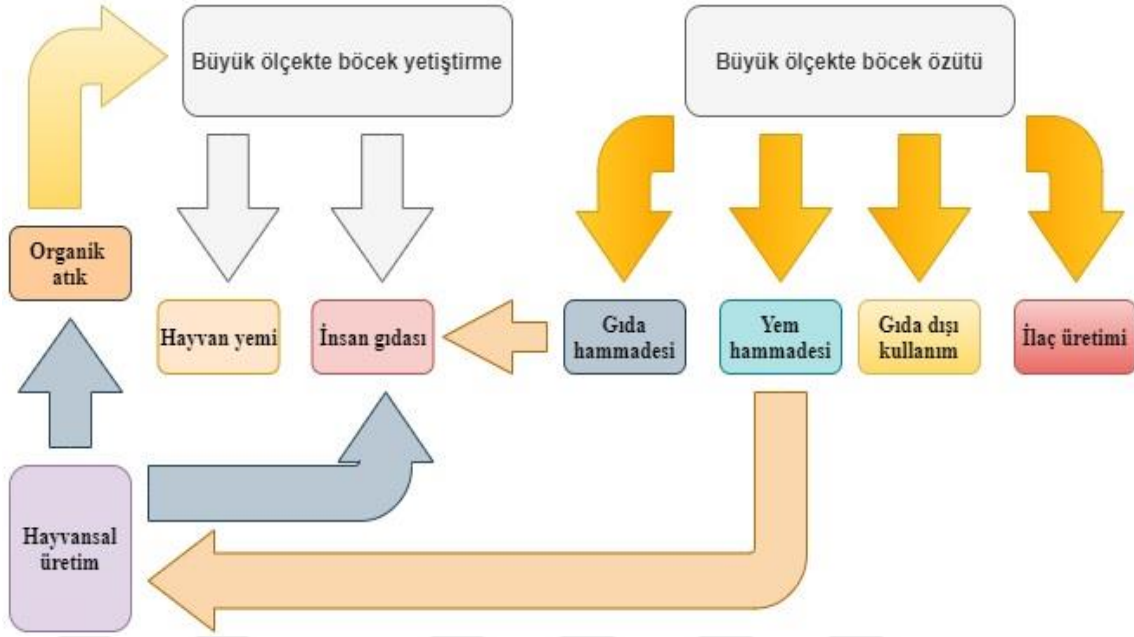 Büyük ölçekte böcek yetiştirme
Büyük ölçekte böcek özütü
Organik
atık
Hayvan yemi
İnsan gıdası
Gıda
hammadesi
Yem
hammadesi
Gıda dışı
kullanım
İlaç üretimi
Hayvansal
üretim